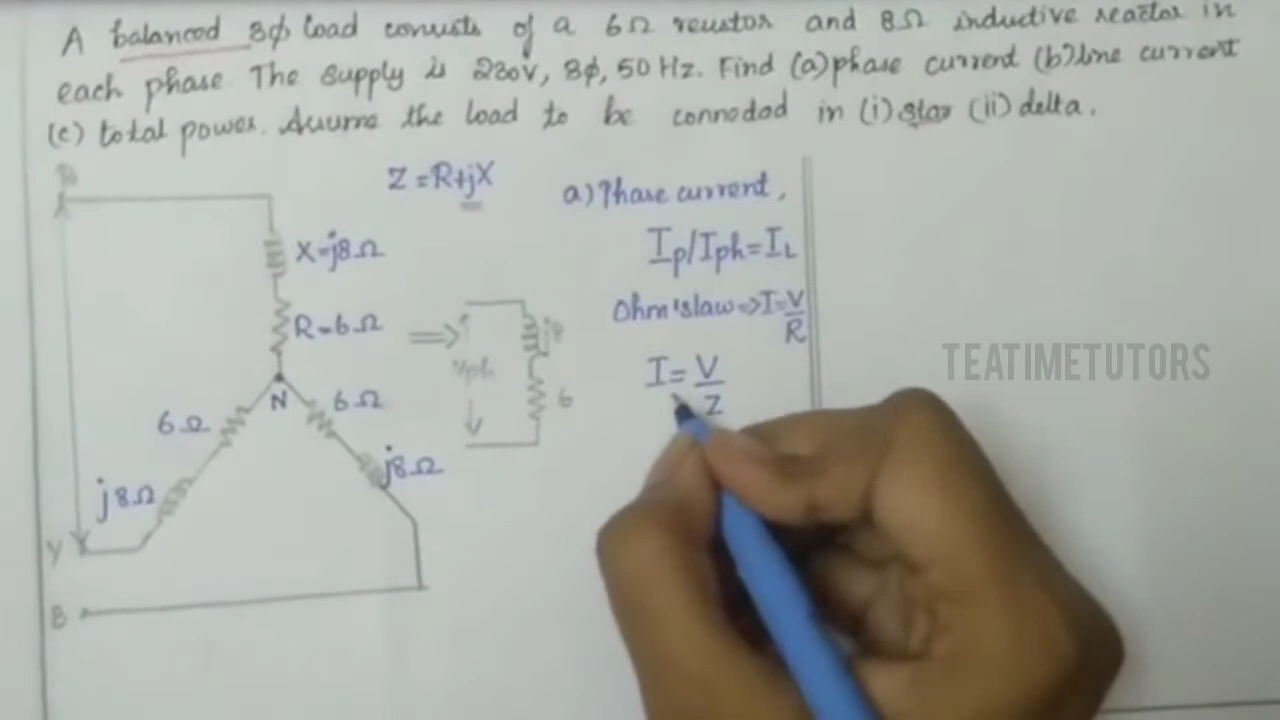 A balanced 3ϕ load consists of a 6Ω resistor and 8Ω inductive reactor in
each phase. The supply is 230V, 3ϕ, 50 Hz. Find (a) phase current (b) line current
(c) total power. Assume the load to be connected in (i) star (ii) delta.
R
Z = R+jX
a) Phase current,
X=j8Ω
Ip/Iph = IL
R=6Ω
Ohm'slaw => I=V/R
Vph
j8
6
I = V/Z
N
6Ω
6Ω
j8Ω
j8Ω
Y
B
TEATIMETUTORS